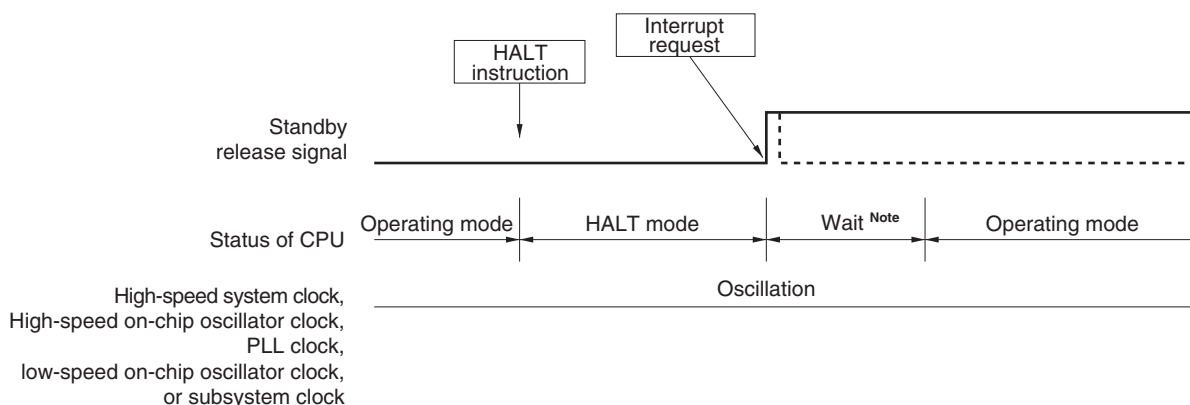 Interrupt
request
HALT
instruction
Standby
release signal
Status of CPU
Operating mode
HALT mode
Wait Note
Operating mode
High-speed system clock,
High-speed on-chip oscillator clock,
PLL clock,
low-speed on-chip oscillator clock,
or subsystem clock
Oscillation